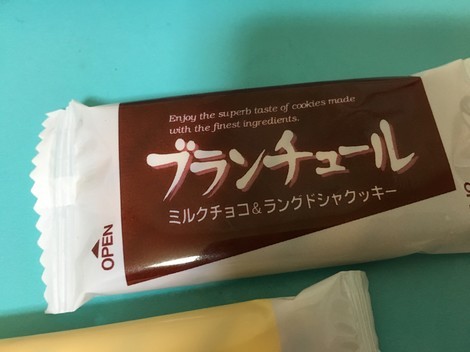 Enjoy the superb taste of cookies made
with the finest ingredients.
ブランチュール
ミルクチョコ&ラングドシャクッキー
OPEN